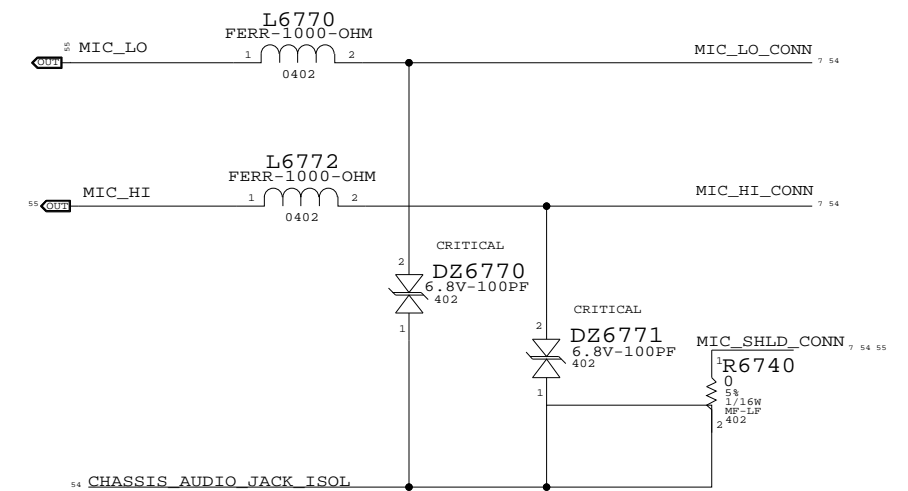 L6770
FERR-1000-OHM
55 MIC_LO
1 2
MIC_LO_CONN
OUT
7 54
0402
L6772
FERR-1000-OHM
MIC_HI
1 2
MIC_HI_CONN
55 OUT
7 54
0402
CRITICAL
2
DZ6770
6.8V-100PF
402
1
CRITICAL
2
DZ6771
6.8V-100PF
402
1
MIC_SHLD_CONN 7 54 55
1
R6740
0
5%
1/16W
MF-LF
402
2
54 CHASSIS_AUDIO_JACK_ISOL